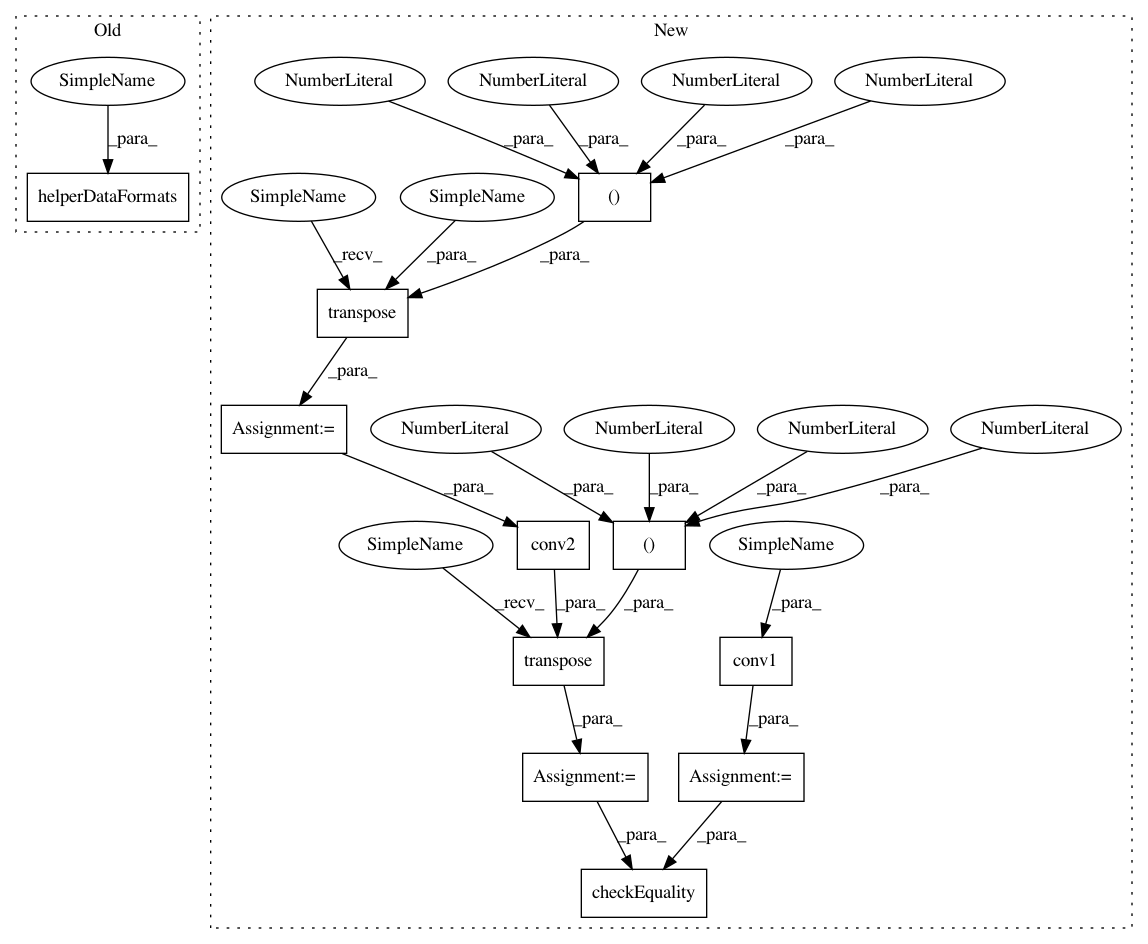 Old
New
SimpleName
NumberLiteral
NumberLiteral
NumberLiteral
NumberLiteral
_para_
_para_
_para_
_para_
_para_
helperDataFormats
SimpleName
SimpleName
()
_recv_
_para_
_para_
transpose
_para_
Assignment:=
NumberLiteral
NumberLiteral
NumberLiteral
NumberLiteral
_para_
_para_
_para_
_para_
_para_
SimpleName
conv2
()
SimpleName
_recv_
_para_
_para_
_para_
transpose
conv1
_para_
_para_
Assignment:=
Assignment:=
_para_
_para_
checkEquality